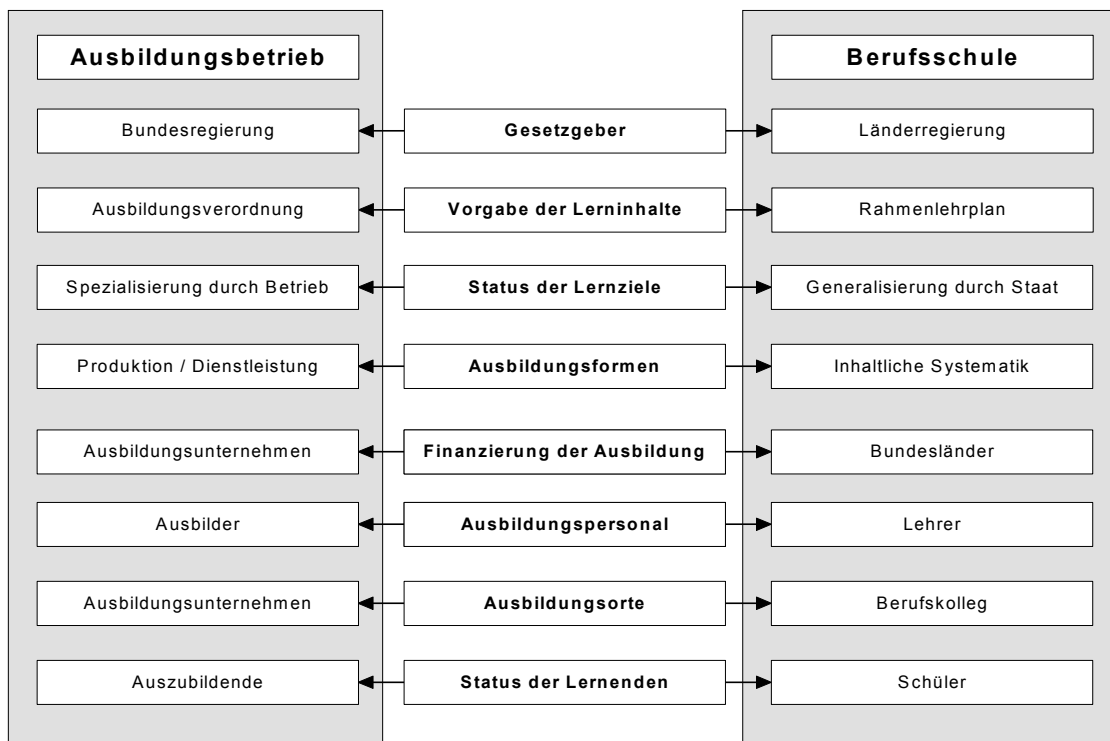 Ausbildungsbetrieb
Berufsschule
Bundesregierung
Gesetzgeber
Länderregierung
Ausbildungsverordnung
Vorgabe der Lerninhalte
Rahmenlehrplan
Spezialisierung durch Betrieb
Status der Lernziele
Generalisierung durch Staat
Produktion / Dienstleistung
Ausbildungsformen
Inhaltliche Systematik
Ausbildungsunternehmen
Finanzierung der Ausbildung
Bundesländer
Ausbilder
Ausbildungspersonal
Lehrer
Ausbildungsunternehmen
Ausbildungsorte
Berufskolleg
Auszubildende
Status der Lernenden
Schüler